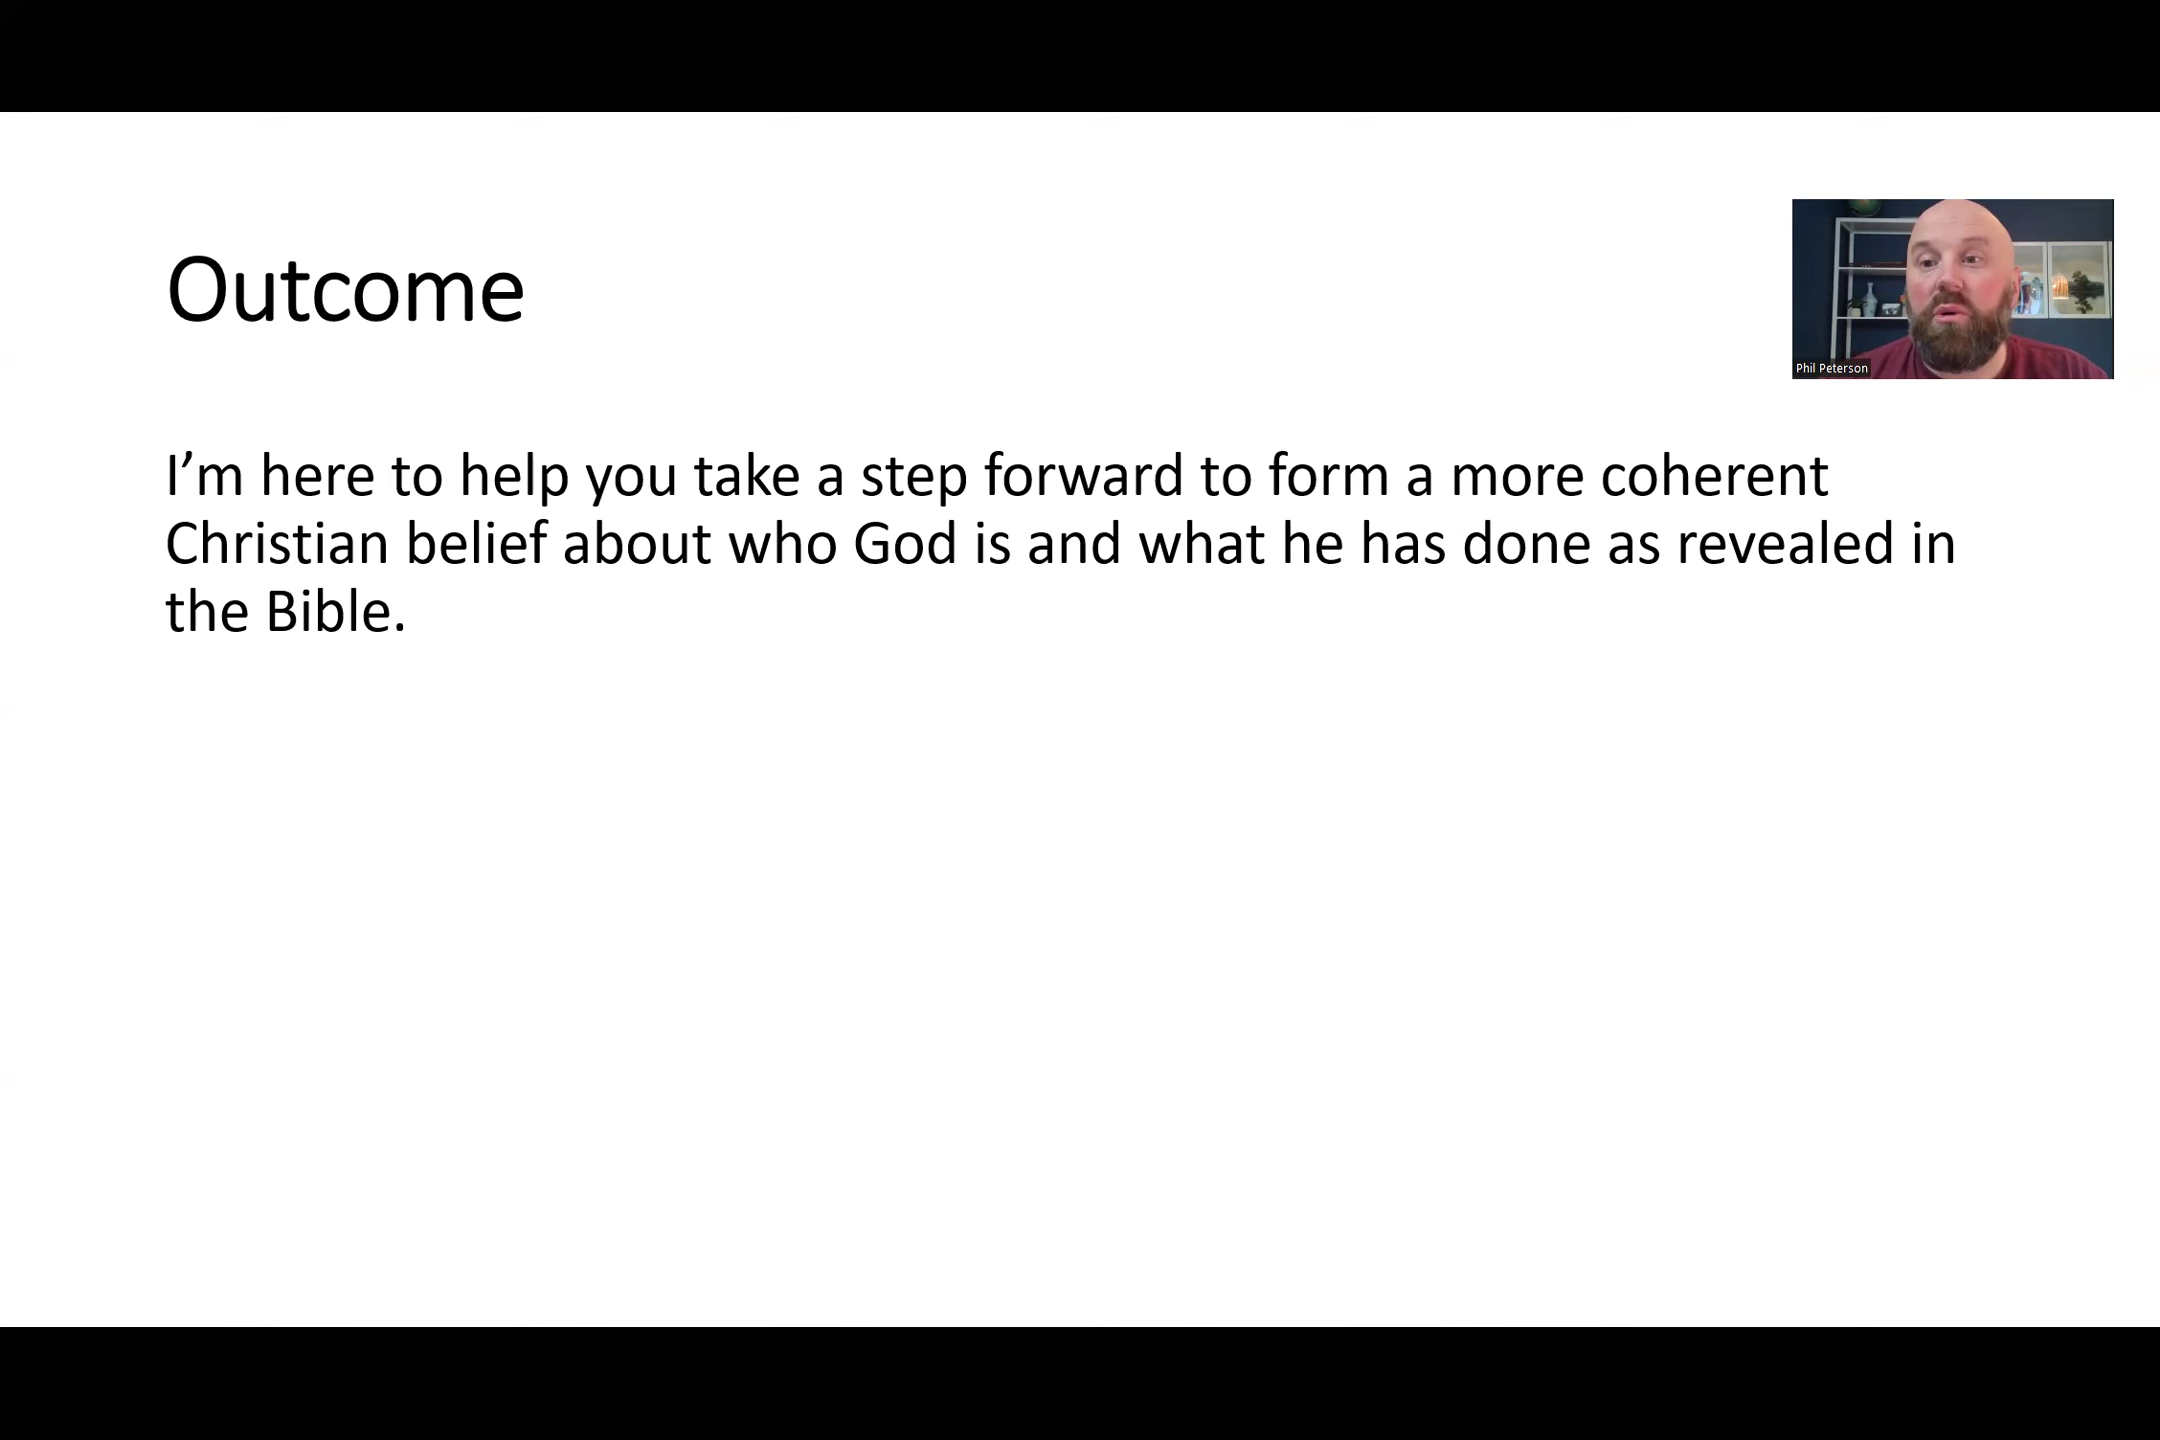 Outcome
Phil Peterson
I’m here to help you take a step forward to form a more coherent
Christian belief about who God is and what he has done as revealed in
the Bible.